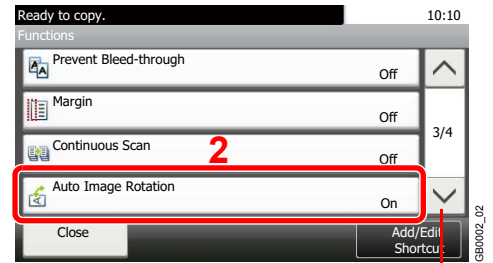 Ready to copy.
10:10
Functions
Prevent Bleed-through
Off
Margin
Off
3/4
Continuous Scan
2
Off
Auto Image Rotation
On
Close
Add/Edit
Shortcut
GB0002_02